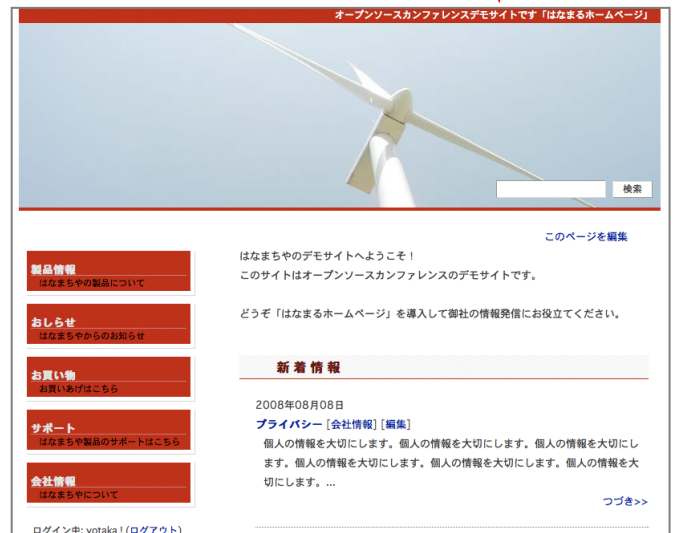 オープンソースカンファレンスデモサイトです「はなまるホームページ」
検索
このページを編集
製品情報
はなまちやの製品について
おしらせ
はなまちやからのお知らせ
お買い物
お買いあげはこちら
サポート
はなまちや製品のサポートはこちら
会社情報
はなまちやについて
ログイン中: yotaka ! (ログアウト)
はなまちやのデモサイトへようこそ！
このサイトはオープンソースカンファレンスのデモサイトです。
どうぞ「はなまるホームページ」を導入して御社の情報発信にお役立てください。
新着情報
2008年08月08日
プライバシー [会社情報] [編集]
個人の情報を大切にします。個人の情報を大切にします。個人の情報を大切にし
ます。個人の情報を大切にします。個人の情報を大切にします。個人の情報を大
切にします。...
つづき>>